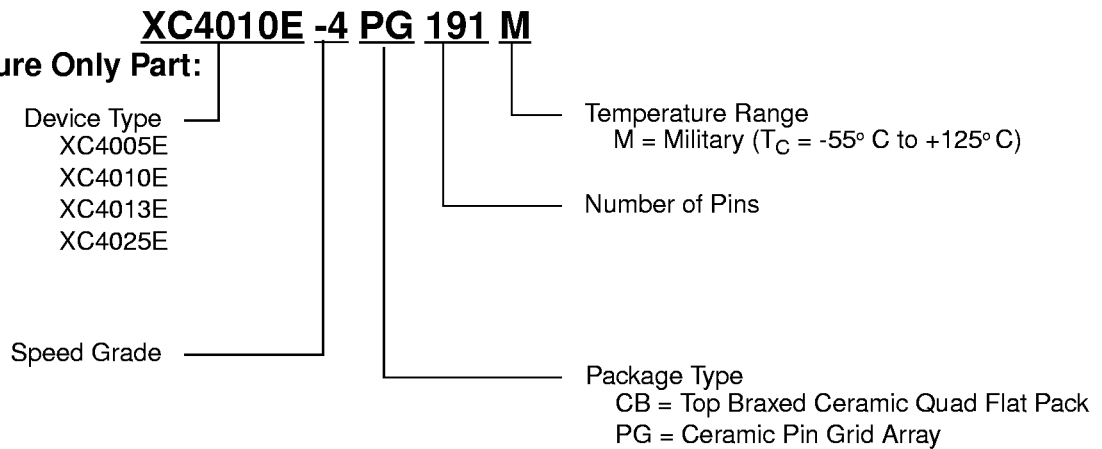 XC4010E -4 PG 191 M
Only Part:
Device Type
XC4005E
XC4010E
XC4013E
XC4025E
Speed Grade
Temperature Range
M = Military (TC = -55° C to +125° C)
Number of Pins
Package Type
CB = Top Braxed Ceramic Quad Flat Pack
PG = Ceramic Pin Grid Array